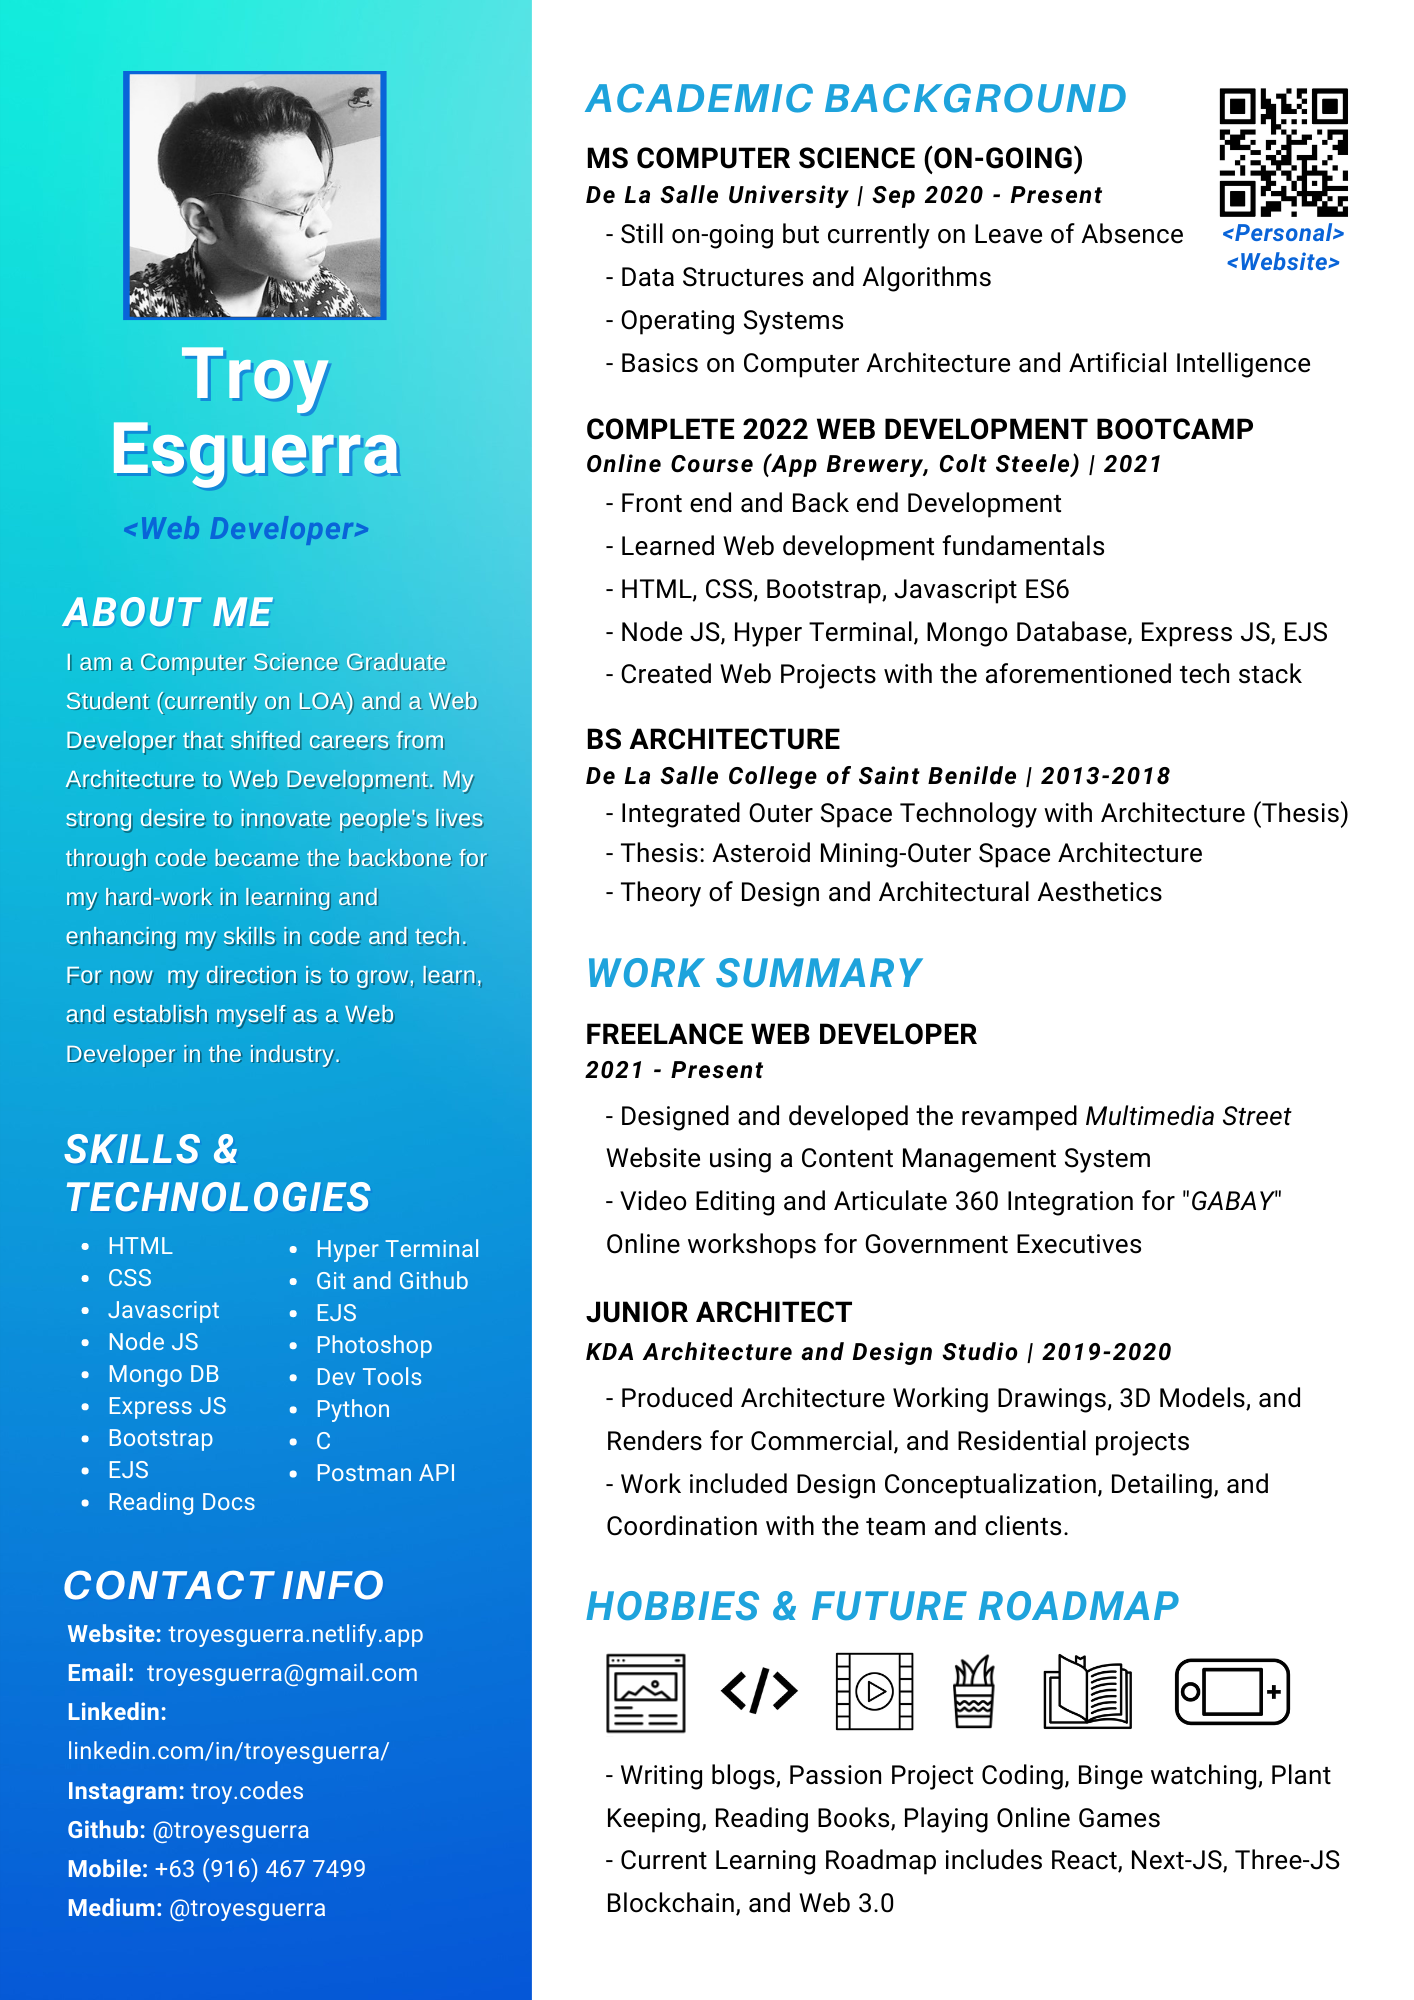 Troy
Esguerra
<Web Developer>
ABOUT ME
I am a Computer Science Graduate
Student (currently on LOA) and a Web
Developer that shifted careers from
Architecture to Web Development. My
strong desire to innovate people's lives
through code became the backbone for
my hard-work in learning and
enhancing my skills in code and tech.
For now  my direction is to grow, learn,
and establish myself as a Web
Developer in the industry.
SKILLS &
TECHNOLOGIES
• HTML
• CSS
• Javascript
• Node JS
• Mongo DB
• Express JS
• Bootstrap
• EJS
• Reading Docs
• Hyper Terminal
• Git and Github
• EJS
• Photoshop
• Dev Tools
• Python
• C
• Postman API
CONTACT INFO
Website: troyesguerra.netlify.app
Email:  troyesguerra@gmail.com
Linkedin:
linkedin.com/in/troyesguerra/
Instagram: troy.codes
Github: @troyesguerra
Mobile: +63 (916) 467 7499
Medium: @troyesguerra
ACADEMIC BACKGROUND
<Personal>
<Website>
MS COMPUTER SCIENCE (ON-GOING)
De La Salle University | Sep 2020 - Present
- Still on-going but currently on Leave of Absence
- Data Structures and Algorithms
- Operating Systems
- Basics on Computer Architecture and Artificial Intelligence
COMPLETE 2022 WEB DEVELOPMENT BOOTCAMP
Online Course (App Brewery, Colt Steele) | 2021
- Front end and Back end Development
- Learned Web development fundamentals
- HTML, CSS, Bootstrap, Javascript ES6
- Node JS, Hyper Terminal, Mongo Database, Express JS, EJS
- Created Web Projects with the aforementioned tech stack
BS ARCHITECTURE
De La Salle College of Saint Benilde | 2013-2018
- Integrated Outer Space Technology with Architecture (Thesis)
- Thesis: Asteroid Mining-Outer Space Architecture
- Theory of Design and Architectural Aesthetics
WORK SUMMARY
FREELANCE WEB DEVELOPER
2021 - Present
- Designed and developed the revamped Multimedia Street
Website using a Content Management System
- Video Editing and Articulate 360 Integration for "GABAY"
Online workshops for Government Executives
JUNIOR ARCHITECT
KDA Architecture and Design Studio | 2019-2020
- Produced Architecture Working Drawings, 3D Models, and
Renders for Commercial, and Residential projects
- Work included Design Conceptualization, Detailing, and
Coordination with the team and clients.
HOBBIES & FUTURE ROADMAP
- Writing blogs, Passion Project Coding, Binge watching, Plant
Keeping, Reading Books, Playing Online Games
- Current Learning Roadmap includes React, Next-JS, Three-JS
Blockchain, and Web 3.0